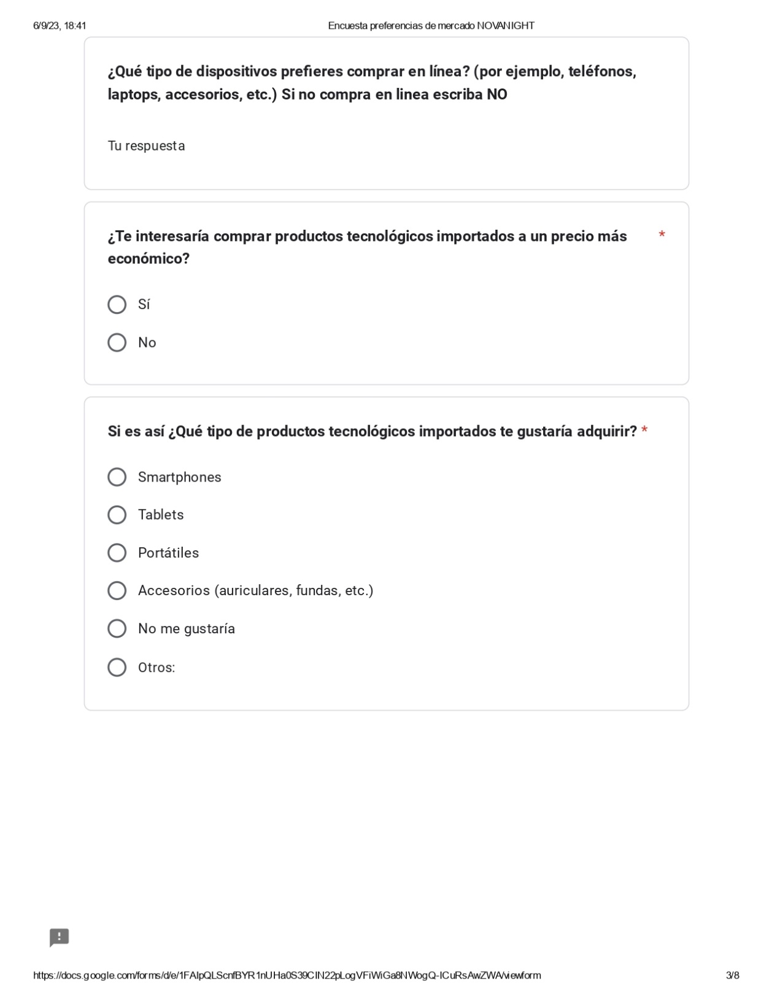 6/9/23, 18:41 Encuesta preferencias de mercado NOVANIGHT
¿Qué tipo de dispositivos prefieres comprar en línea? (por ejemplo, teléfonos,
laptops, accesorios, etc.) Si no compra en linea escriba NO
Tu respuesta
¿Te interesaría comprar productos tecnológicos importados a un precio más *
económico?
Sí
No
Si es así ¿Qué tipo de productos tecnológicos importados te gustaría adquirir? *
Smartphones
Tablets
Portátiles
Accesorios (auriculares, fundas, etc.)
No me gustaría
Otros:
https://docs.google.com/forms/d/e/1FAIpQLScnfBYR1nUHa0S39CIN22pLogVFiWiGa8NWogQ-ICuRsAwZWA/viewform 3/8